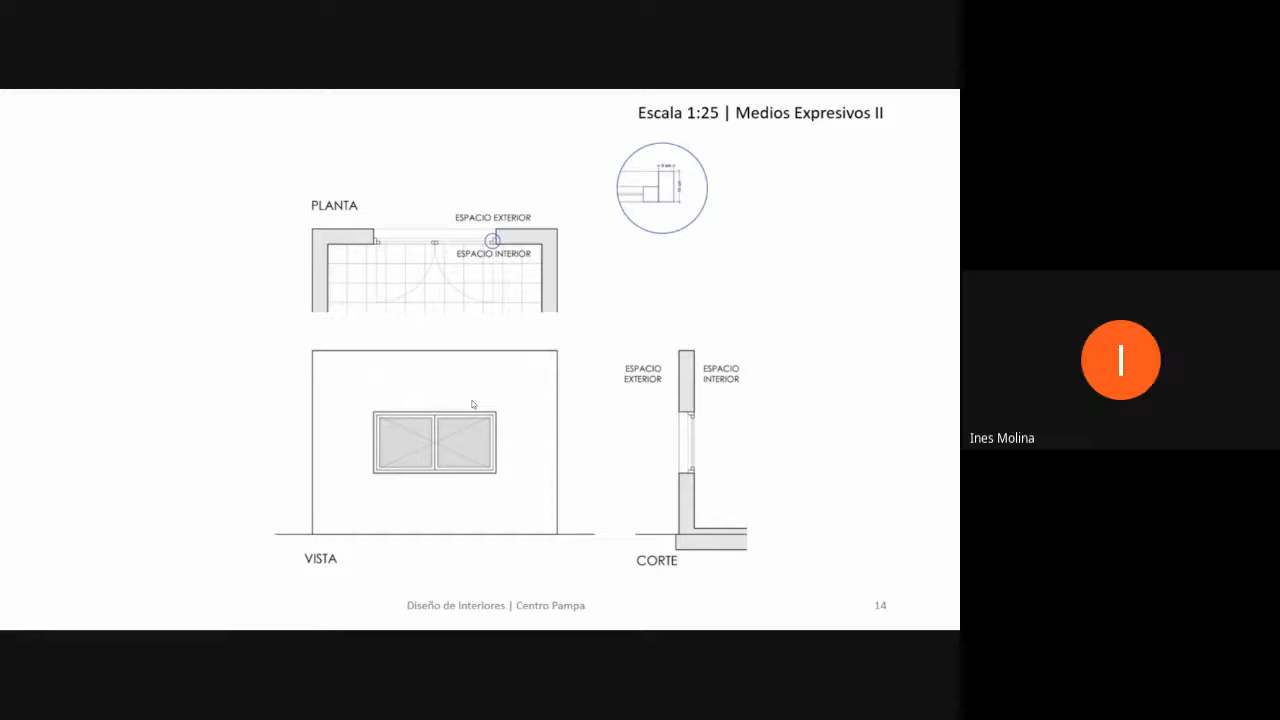 Escala 1:25 | Medios Expresivos II
PLANTA
ESPACIO EXTERIOR
ESPACIO INTERIOR
ESPACIO
EXTERIOR
ESPACIO
INTERIOR
VISTA
CORTE
Diseño de Interiores | Centro Pampa
14
I
Ines Molina